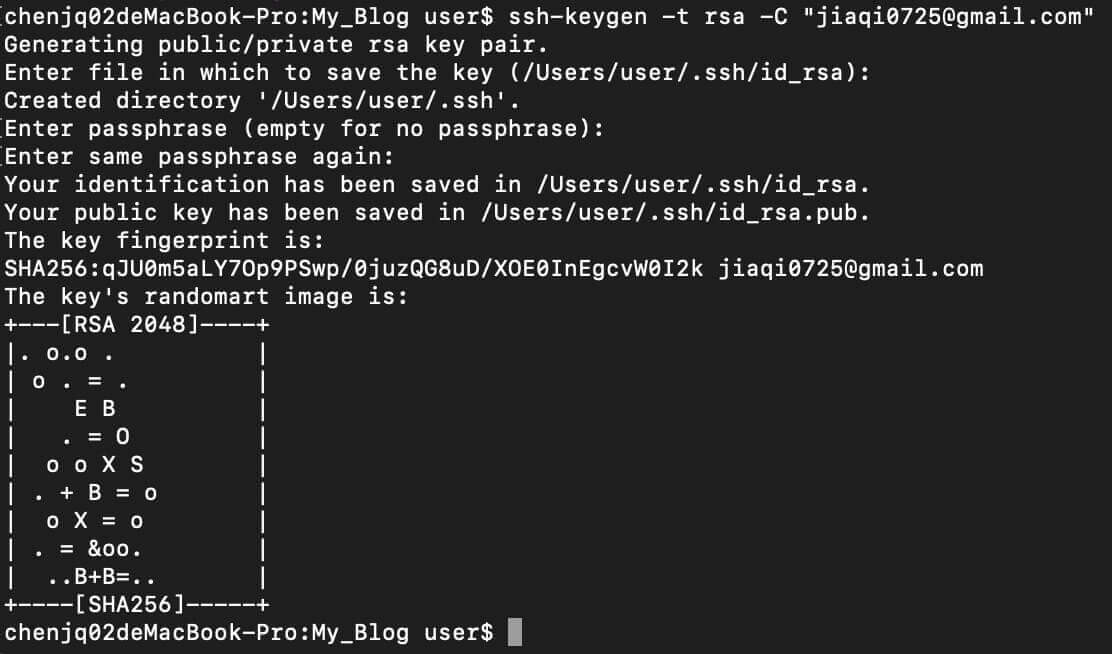 chenjq02deMacBook-Pro:My_Blog user$ ssh-keygen -t rsa -C "jiaqi0725@gmail.com"
Generating public/private rsa key pair.
Enter file in which to save the key (/Users/user/.ssh/id_rsa):
Created directory '/Users/user/.ssh'.
Enter passphrase (empty for no passphrase):
Enter same passphrase again:
Your identification has been saved in /Users/user/.ssh/id_rsa.
Your public key has been saved in /Users/user/.ssh/id_rsa.pub.
The key fingerprint is:
SHA256:qJU0m5aLY7Op9PSwp/0juzQG8uD/XOE0InEgcvW0I2k jiaqi0725@gmail.com
The key's randomart image is:
+---[RSA 2048]----+
|. o.o .          |
| o . = .         |
|    E B          |
|   . = O         |
|  o o X S        |
| . + B = o       |
|  o X = o        |
| . = &oo.        |
|  ..B+B=..       |
+----[SHA256]-----+
chenjq02deMacBook-Pro:My_Blog user$